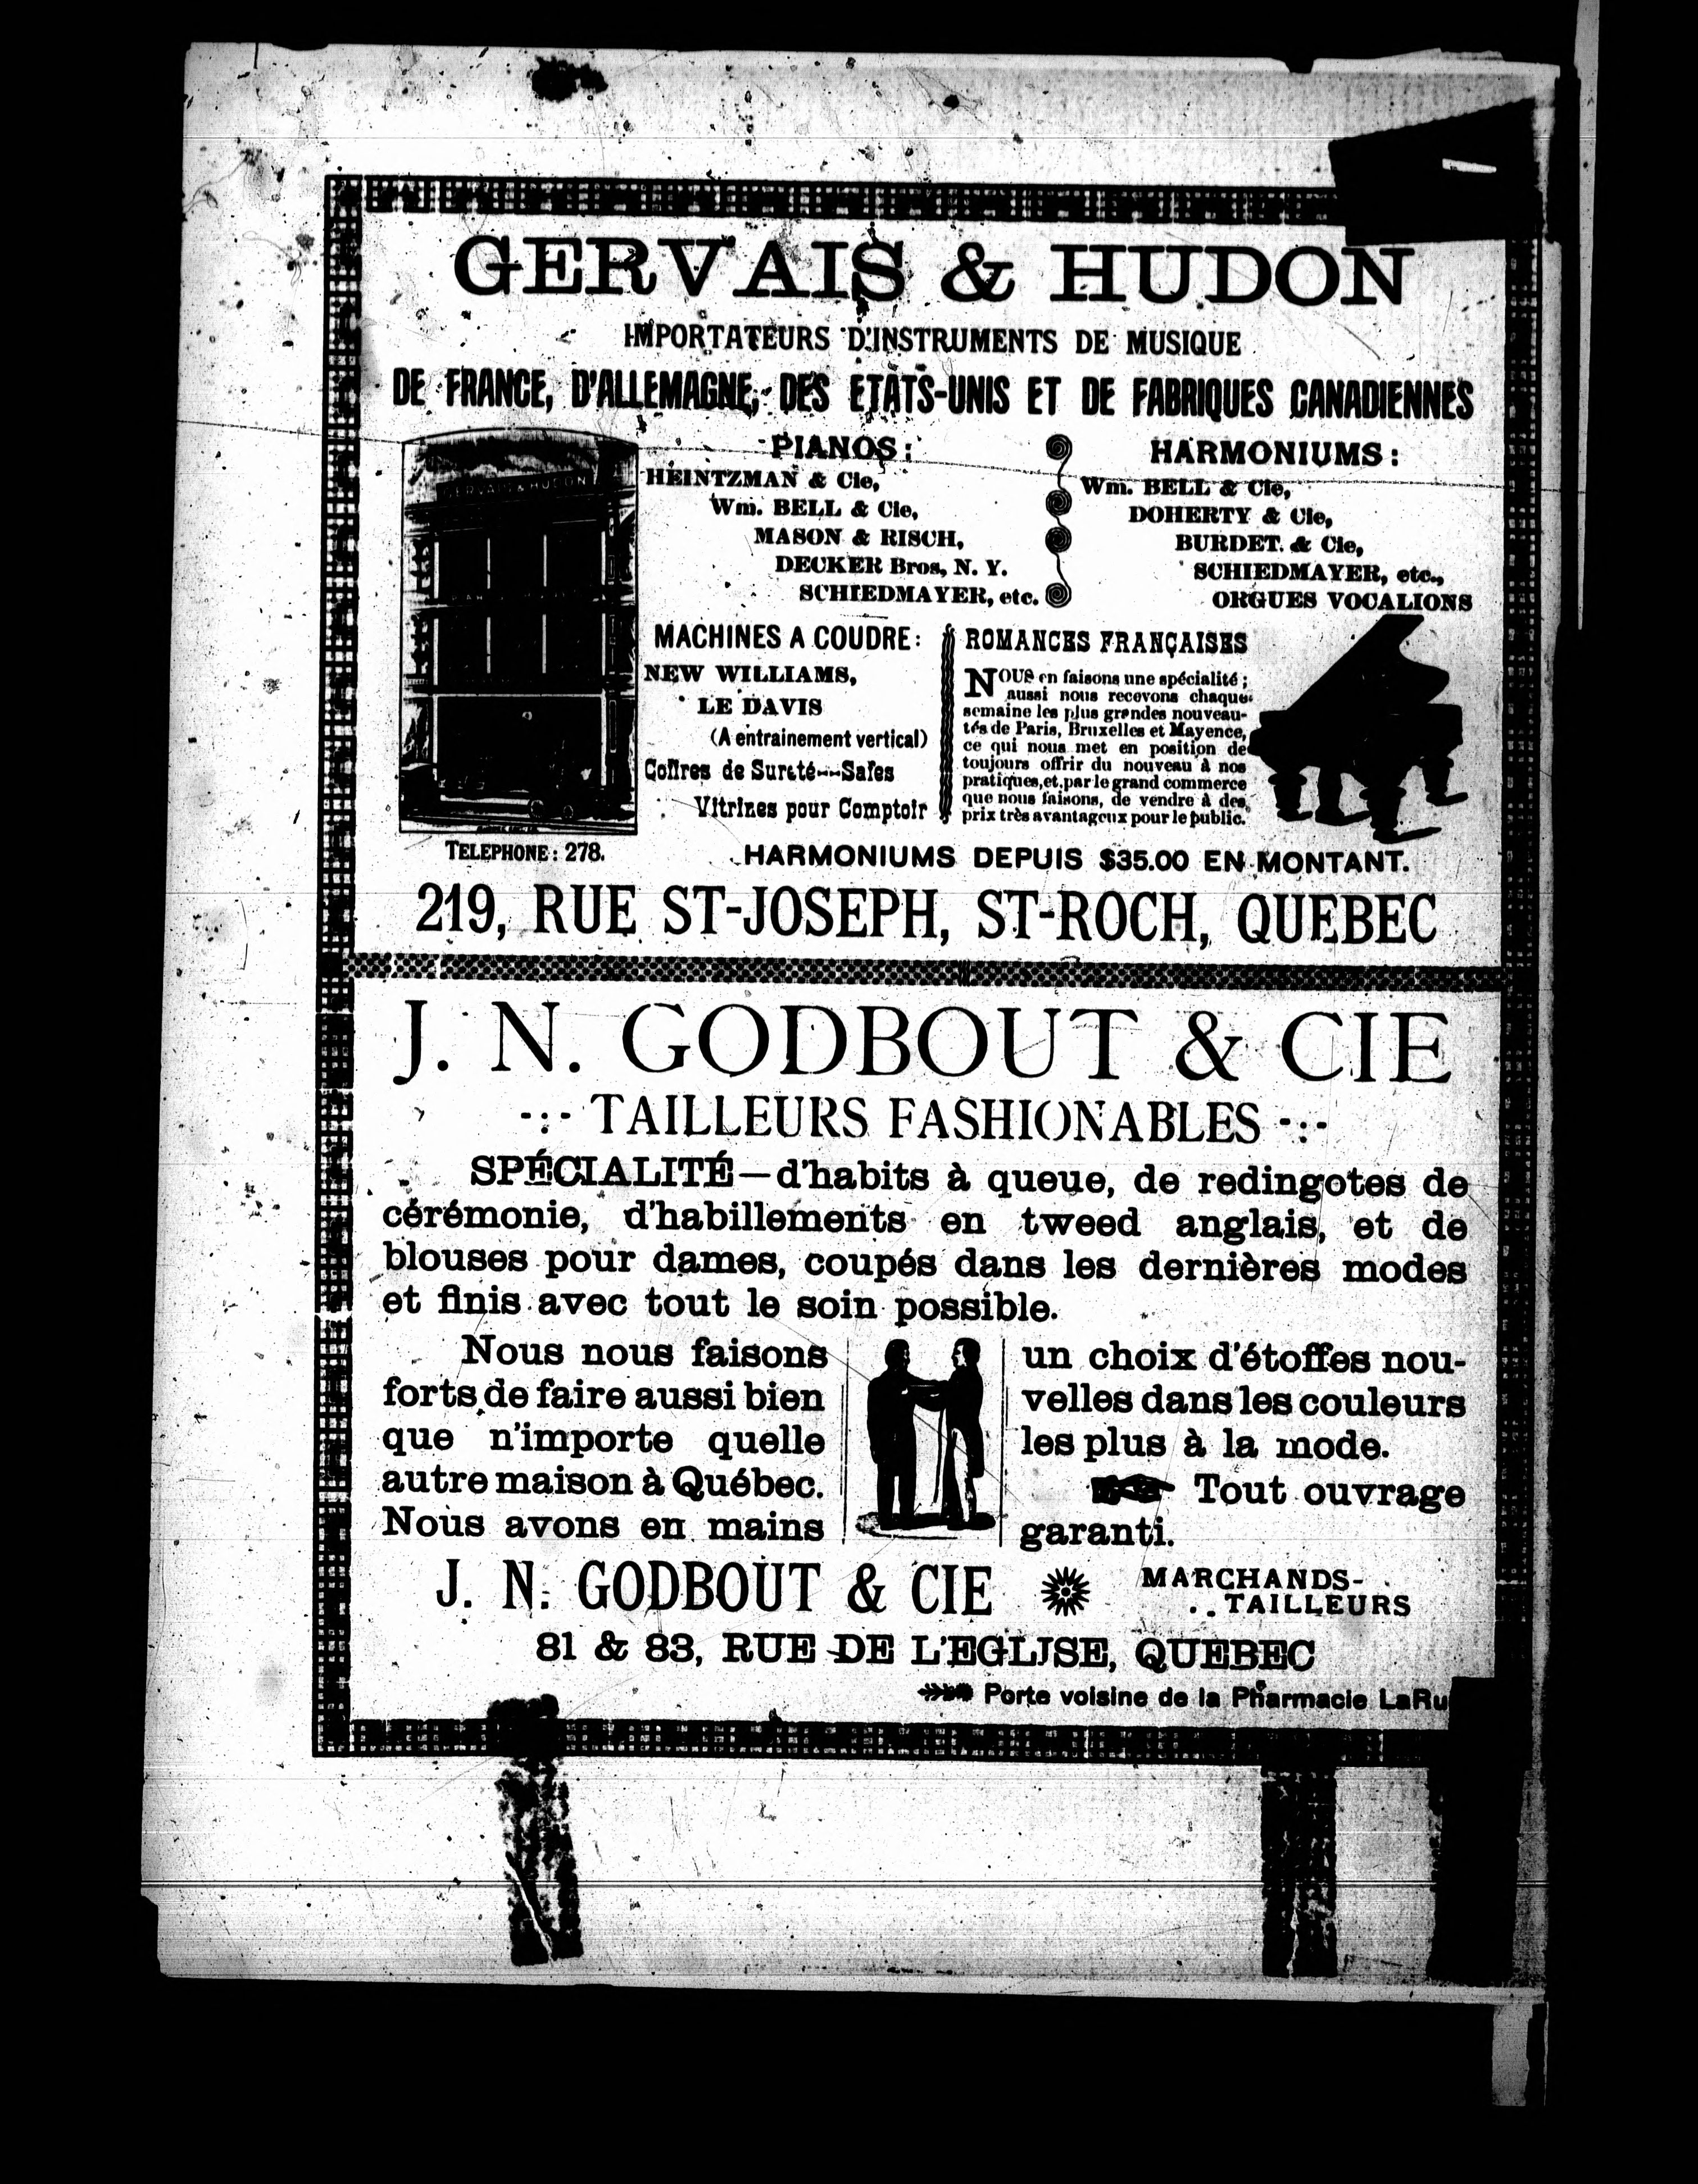 GERVAIS & HUDON
IMPORTATEURS D'INSTRUMENTS DE MUSIQUE
DE FRANCE, D'ALLEMAGNE, DES ETATS-UNIS ET DE FABRIQUES CANADIENNES
GERVAIS & HUDON
PIANOS:
HEINTZMAN & Cie,
Wm. BELL & Cie,
MASON & RISCH,
DECKER Bros, N. Y.
SCHIEDMAYER, etc.
HARMONIUMS:
Wm. BELL & Cie,
DOHERTY & Cie,
BURDET. & Cie,
SCHIEDMAYER, etc.,
ORGUES VOCALIONS
MACHINES A COUDRE:
NEW WILLIAMS,
LE DAVIS
(A entrainement vertical)
Coffres de Sureté--Safes
Vitrines pour Comptoir
ROMANCES FRANÇAISES
NOUS en faisons une spécialité;
aussi nous recevons chaque
semaine les plus grandes nouveau-
tés de Paris, Bruxelles et Mayence,
ce qui nous met en position de
toujours offrir du nouveau à nos
pratiques, et, par le grand commerce
que nous faisons, de vendre à des
prix très avantageux pour le public.
TELEPHONE: 278.
HARMONIUMS DEPUIS $35.00 EN MONTANT.
219, RUE ST-JOSEPH, ST-ROCH, QUEBEC
J. N. GODBOUT & CIE
-:- TAILLEURS FASHIONABLES -:-
SPÉCIALITÉ—d'habits à queue, de redingotes de
cérémonie, d'habillements en tweed anglais, et de
blouses pour dames, coupés dans les dernières modes
et finis avec tout le soin possible.
Nous nous faisons
forts de faire aussi bien
que n'importe quelle
autre maison à Québec.
Nous avons en mains
un choix d'étoffes nou-
velles dans les couleurs
les plus à la mode.
Tout ouvrage
garanti.
J. N. GODBOUT & CIE
MARCHANDS-
TAILLEURS
81 & 83, RUE DE L'EGLISE, QUEBEC
Porte voisine de la Pharmacie LaRu